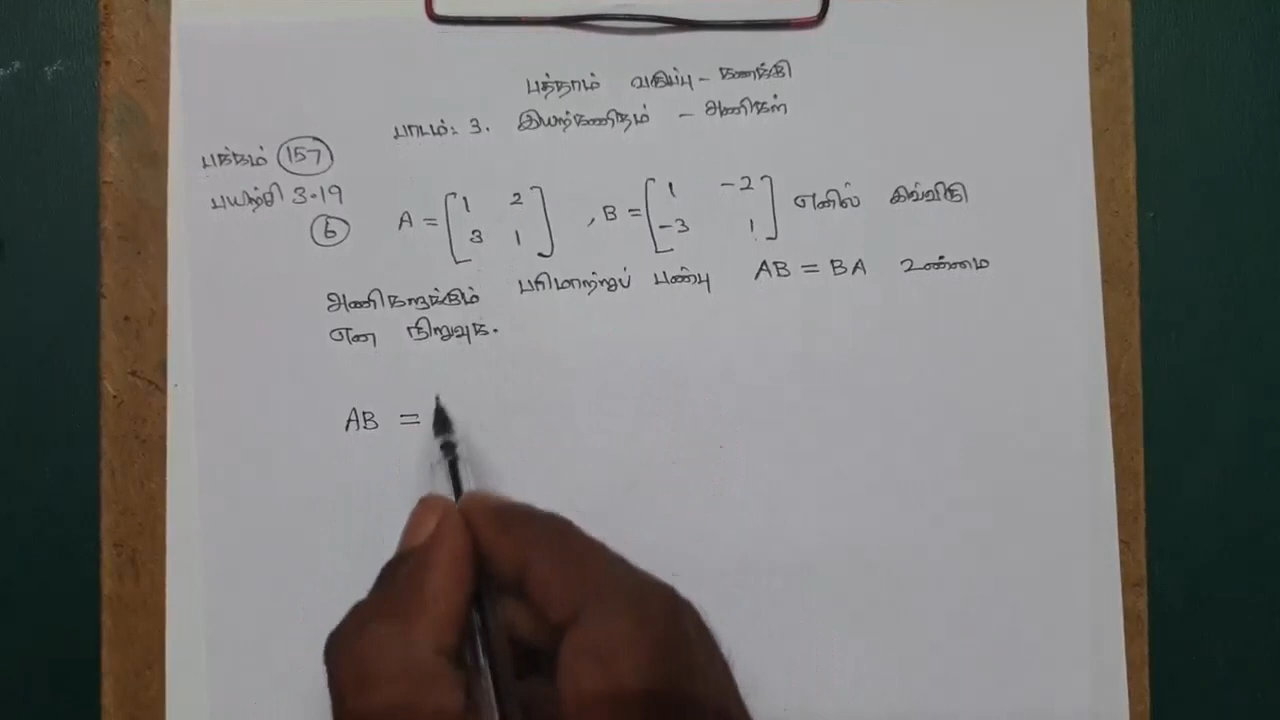 பத்தாம் வகுப்பு - கணக்கு
பாடம்: 3. இயற்கணிதம் - அணிகள்
பக்கம் 157
பயிற்சி 3.19
6 A = [1 2 3 1], B = [1 -2 -3 1] எனில் இவ்விரு
அணிகளுக்கும் பரிமாற்றுப் பண்பு AB = BA உண்மை
என நிறுவுக.
AB =